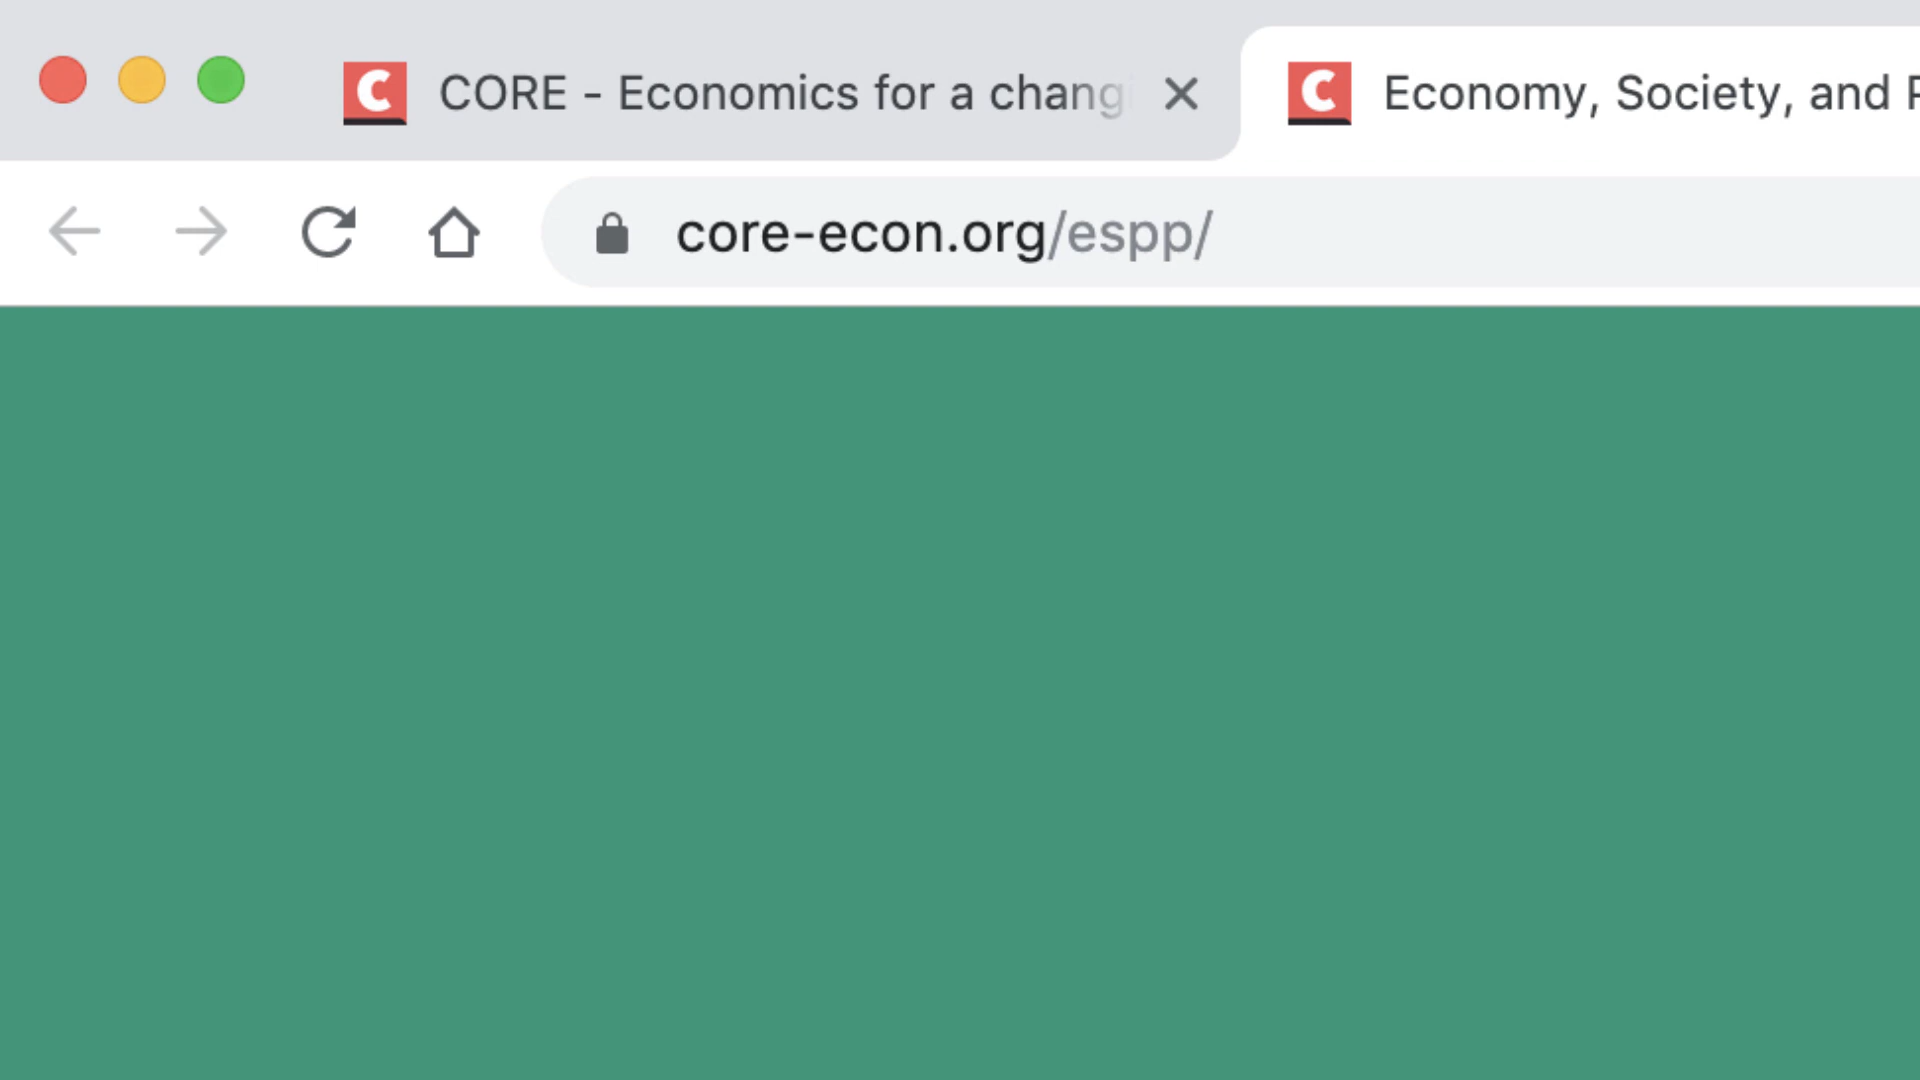 CORE - Economics for a chang
Economy, Society, and
core-econ.org/espp/